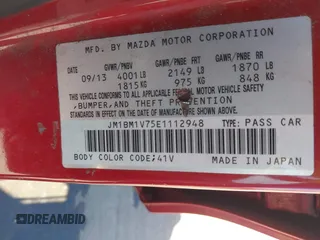 MFD. BY MAZDA MOTOR CORPORATION
GVWR/PNBV GAWR/PNBE FR GAWR/PNBE RR
09/13 4001LB 2149 LB 1870 LB
1815KG 975 KG 848 KG
THIS VEHICLE CONFORMS TO ALL APPLICABLE
FEDERAL MOTOR VEHICLE SAFETY
BUMPER, AND THEFT PREVENTION
STANDARDS IN EFFECT ON THE DATE OF
MANUFACTURE SHOWN ABOVE.
JM1BM1V75E1112948 TYPE: PASS CAR
BODY COLOR CODE: 41V
MADE IN JAPAN
DREAMBID